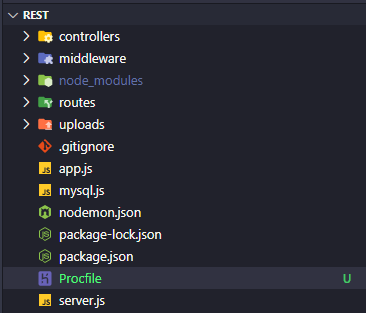 REST
controllers
middleware
node_modules
routes
uploads
.gitignore
app.js
mysql.js
nodemon.json
package-lock.json
package.json
Procfile U
server.js